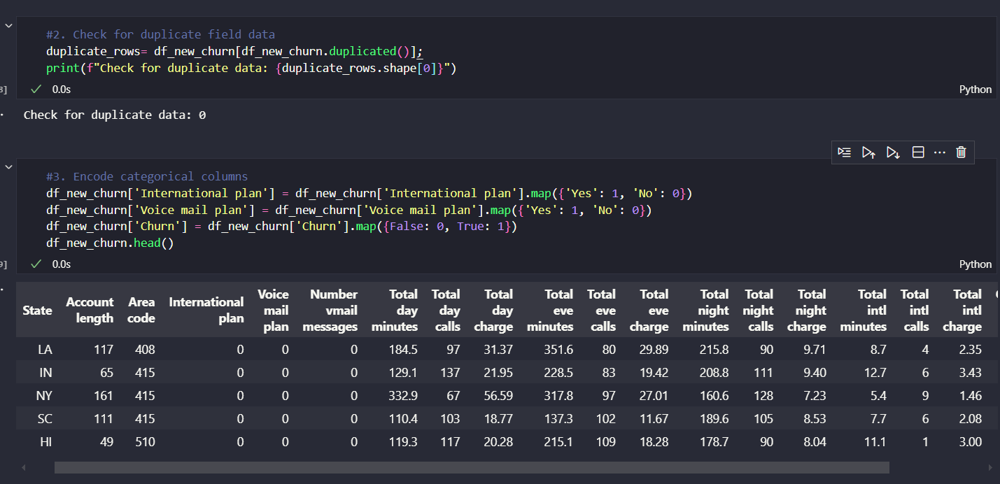 #2. Check for duplicate field data
duplicate_rows= df_new_churn[df_new_churn.duplicated()];
print(f"Check for duplicate data: {duplicate_rows.shape[0]}")
0.0s
Python
Check for duplicate data: 0
#3. Encode categorical columns
df_new_churn['International plan'] = df_new_churn['International plan'].map({'Yes': 1, 'No': 0})
df_new_churn['Voice mail plan'] = df_new_churn['Voice mail plan'].map({'Yes': 1, 'No': 0})
df_new_churn['Churn'] = df_new_churn['Churn'].map({False: 0, True: 1})
df_new_churn.head()
0.0s
Python
State Account length Area code International plan Voice mail plan Number vmail messages Total day minutes Total day calls Total day charge Total eve minutes Total eve calls Total eve charge Total night minutes Total night calls Total night charge Total intl minutes Total intl calls Total intl charge
LA 117 408 0 0 0 184.5 97 31.37 351.6 80 29.89 215.8 90 9.71 8.7 4 2.35
IN 65 415 0 0 0 129.1 137 21.95 228.5 83 19.42 208.8 111 9.40 12.7 6 3.43
NY 161 415 0 0 0 332.9 67 56.59 317.8 97 27.01 160.6 128 7.23 5.4 9 1.46
SC 111 415 0 0 0 110.4 103 18.77 137.3 102 11.67 189.6 105 8.53 7.7 6 2.08
HI 49 510 0 0 0 119.3 117 20.28 215.1 109 18.28 178.7 90 8.04 11.1 1 3.00